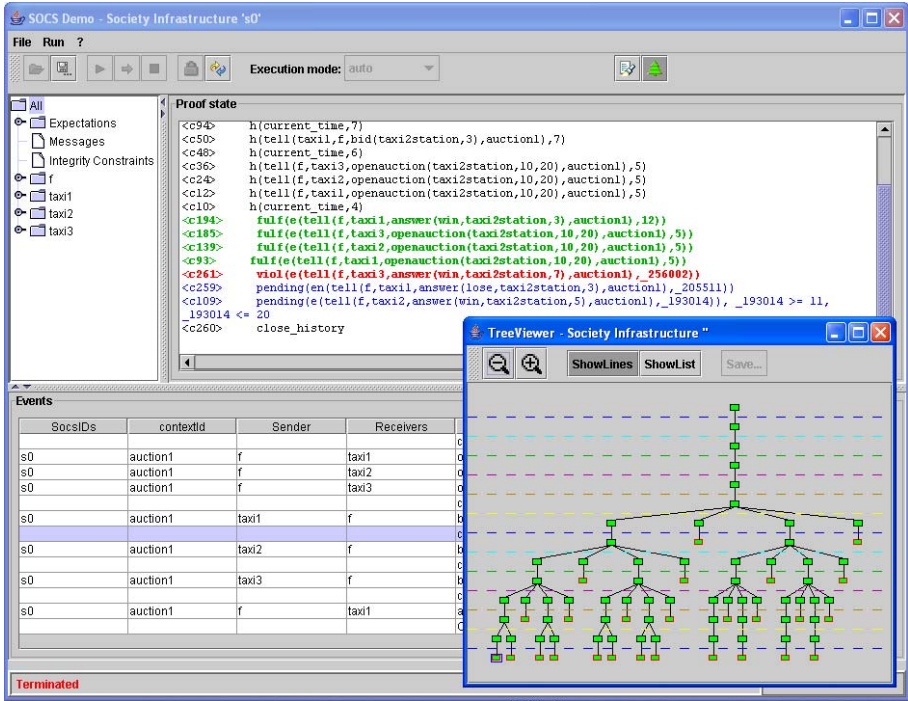 SOCS Demo - Society Infrastructure 's0'
File Run ?
Execution mode: auto
All
Expectations
Messages
Integrity Constraints
f
taxi1
taxi2
taxi3
Proof state
<c94> h(current_time,7)
<c50> h(tell(taxi1,f,bid(taxi2station,3),auction1),7)
<c48> h(current_time,6)
<c36> h(tell(f,taxi3,openauction(taxi2station,10,20),auction1),5)
<c24> h(tell(f,taxi2,openauction(taxi2station,10,20),auction1),5)
<c12> h(tell(f,taxi1,openauction(taxi2station,10,20),auction1),5)
<c10> h(current_time,4)
<c194> fulf(e(tell(f,taxi1,answer(win,taxi2station,3),auction1),12))
<c185> fulf(e(tell(f,taxi3,openauction(taxi2station,10,20),auction1),5))
<c139> fulf(e(tell(f,taxi2,openauction(taxi2station,10,20),auction1),5))
<c93> fulf(e(tell(f,taxi1,openauction(taxi2station,10,20),auction1),5))
<c261> viol(e(tell(f,taxi3,answer(win,taxi2station,7),auction1),_256002))
<c259> pending(en(tell(f,taxi1,answer(lose,taxi2station,3),auction1),_205511))
<c109> pending(e(tell(f,taxi2,answer(win,taxi2station,5),auction1),_193014)), _193014 >= 11,
_193014 <= 20
<c260> close_history
TreeViewer - Society Infrastructure ''
ShowLines ShowList Save...
Events
SocsIDs contextId Sender Receivers
c
s0 auction1 f taxi1 o
s0 auction1 f taxi2 o
s0 auction1 f taxi3 o
c
s0 auction1 taxi1 f b
c
s0 auction1 taxi2 f b
c
s0 auction1 taxi3 f b
c
s0 auction1 f taxi1 a
C
Terminated